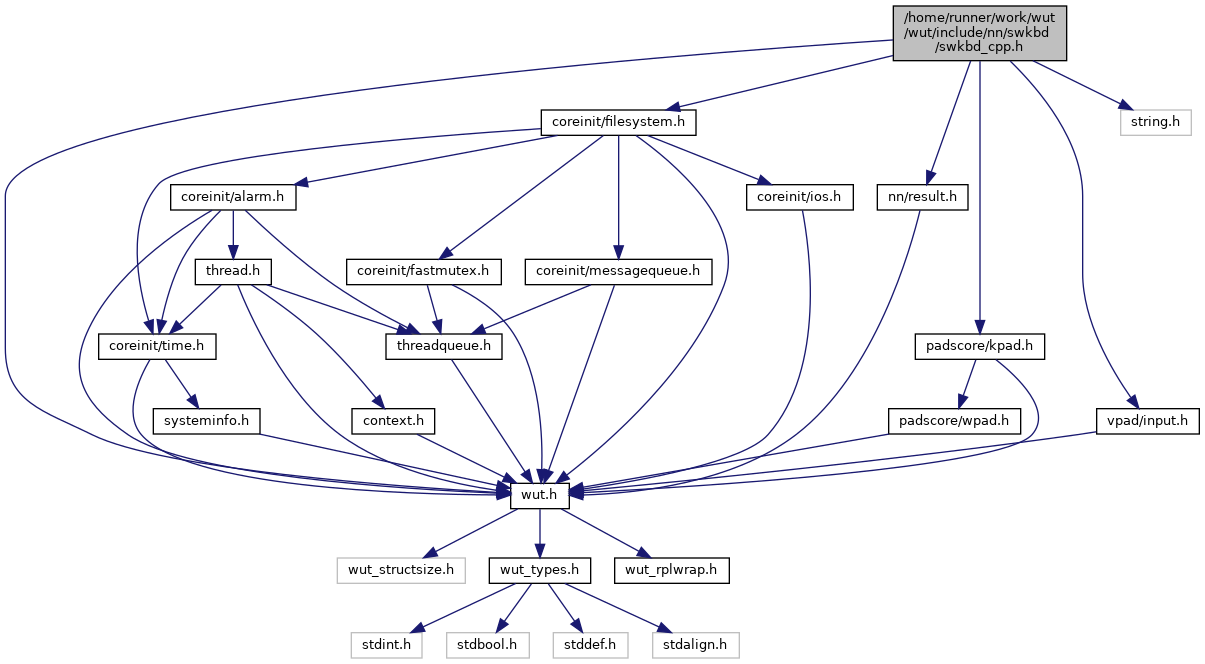 /home/runner/work/wut
/wut/include/nn/swkbd
/swkbd_cpp.h
coreinit/filesystem.h
string.h
coreinit/alarm.h
coreinit/ios.h
nn/result.h
thread.h
coreinit/fastmutex.h
coreinit/messagequeue.h
coreinit/time.h
threadqueue.h
padscore/kpad.h
systeminfo.h
context.h
padscore/wpad.h
vpad/input.h
wut.h
wut_structsize.h
wut_types.h
wut_rplwrap.h
stdint.h
stdbool.h
stddef.h
stdalign.h